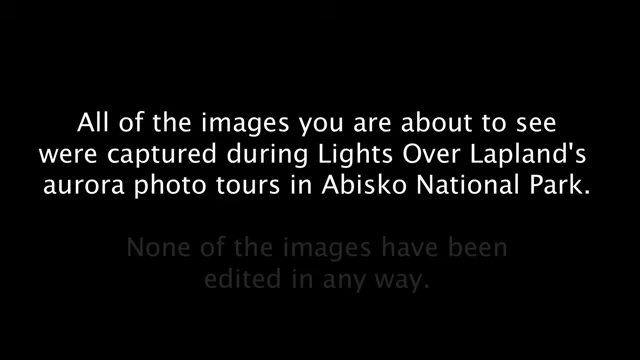 All of the images you are about to see
were captured during Lights Over Lapland's
aurora photo tours in Abisko National Park.
None of the images have been
edited in any way.